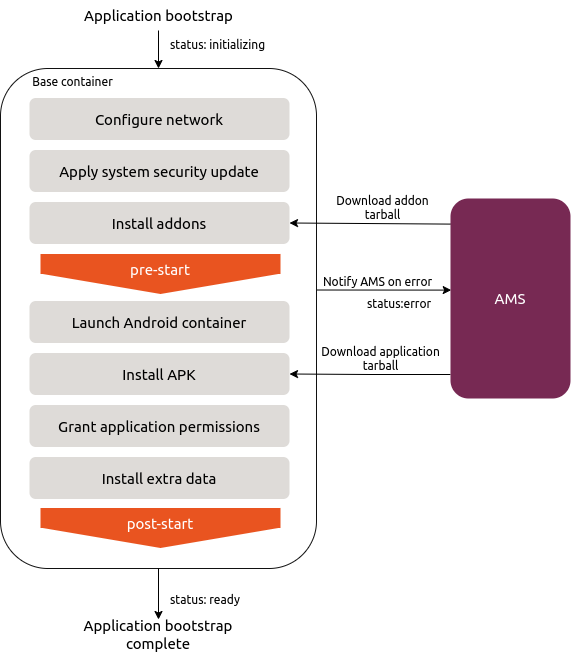 Application bootstrap
status: initializing
Base container
Configure network
Apply system security update
Install addons
Download addon
tarball
pre-start
Notify AMS on error
status:error
AMS
Launch Android container
Download application
tarball
Install APK
Grant application permissions
Install extra data
post-start
status: ready
Application bootstrap
complete